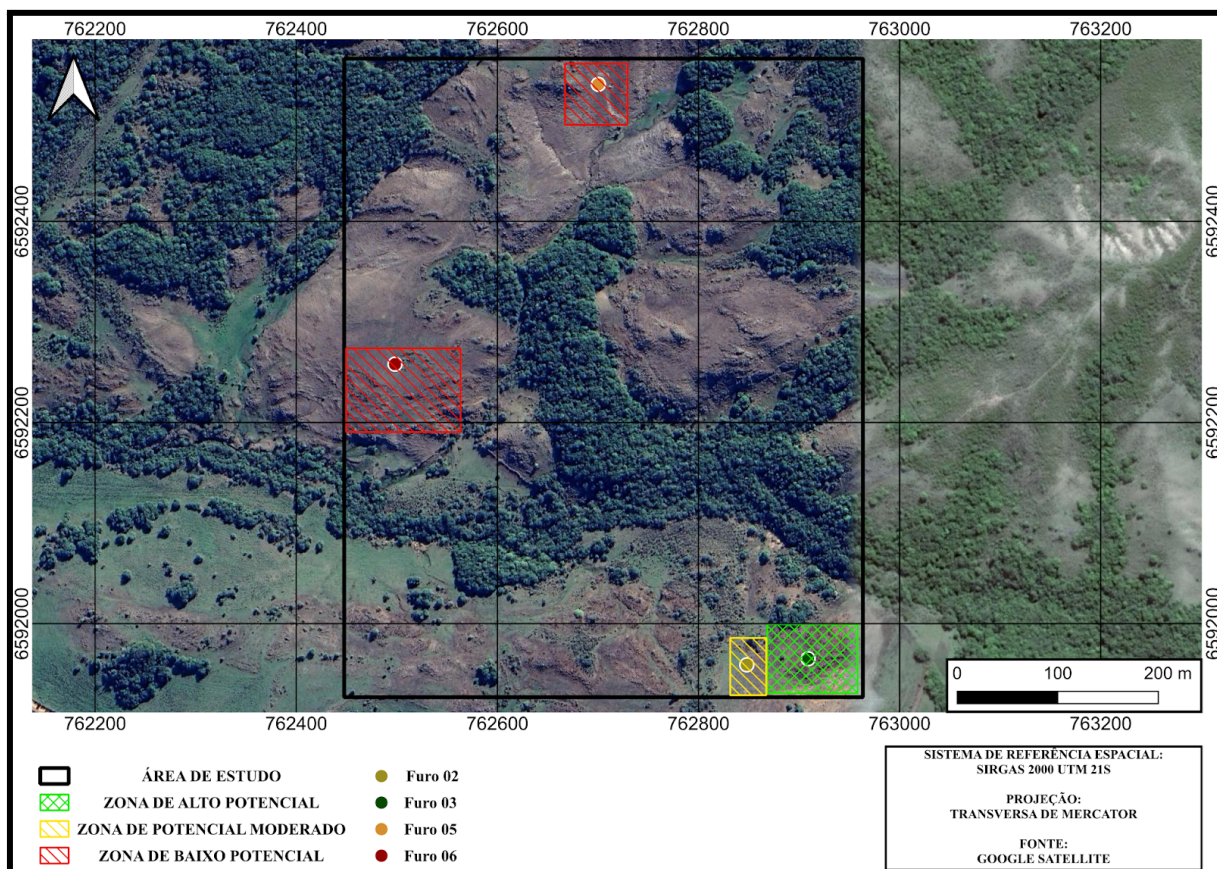 762200 762400 762600 762800 763000 763200
6592400 6592400
6592200 6592200
6592000 6592000
0 100 200 m
762200 762400 762600 762800 763000 763200
ÁREA DE ESTUDO
ZONA DE ALTO POTENCIAL
ZONA DE POTENCIAL MODERADO
ZONA DE BAIXO POTENCIAL
Furo 02
Furo 03
Furo 05
Furo 06
SISTEMA DE REFERÊNCIA ESPACIAL:
SIRGAS 2000 UTM 21S
PROJEÇÃO:
TRANSVERSA DE MERCATOR
FONTE:
GOOGLE SATELLITE